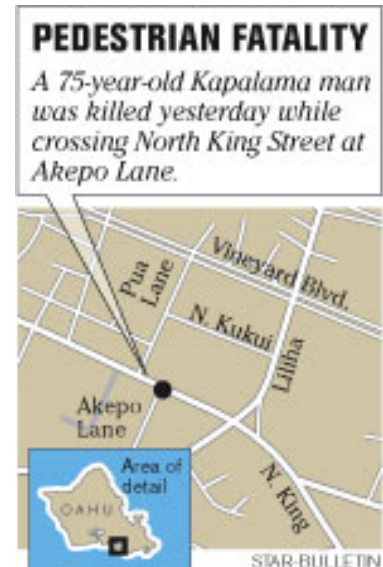 PEDESTRIAN FATALITY
A 75-year-old Kapalama man
was killed yesterday while
crossing North King Street at
Akepo Lane.
Vineyard Blvd.
Pua
Lane
N. Kukui
Liliha
Akepo
Lane
N. King
Area of
detail
OAHU
STAR-BULLETIN